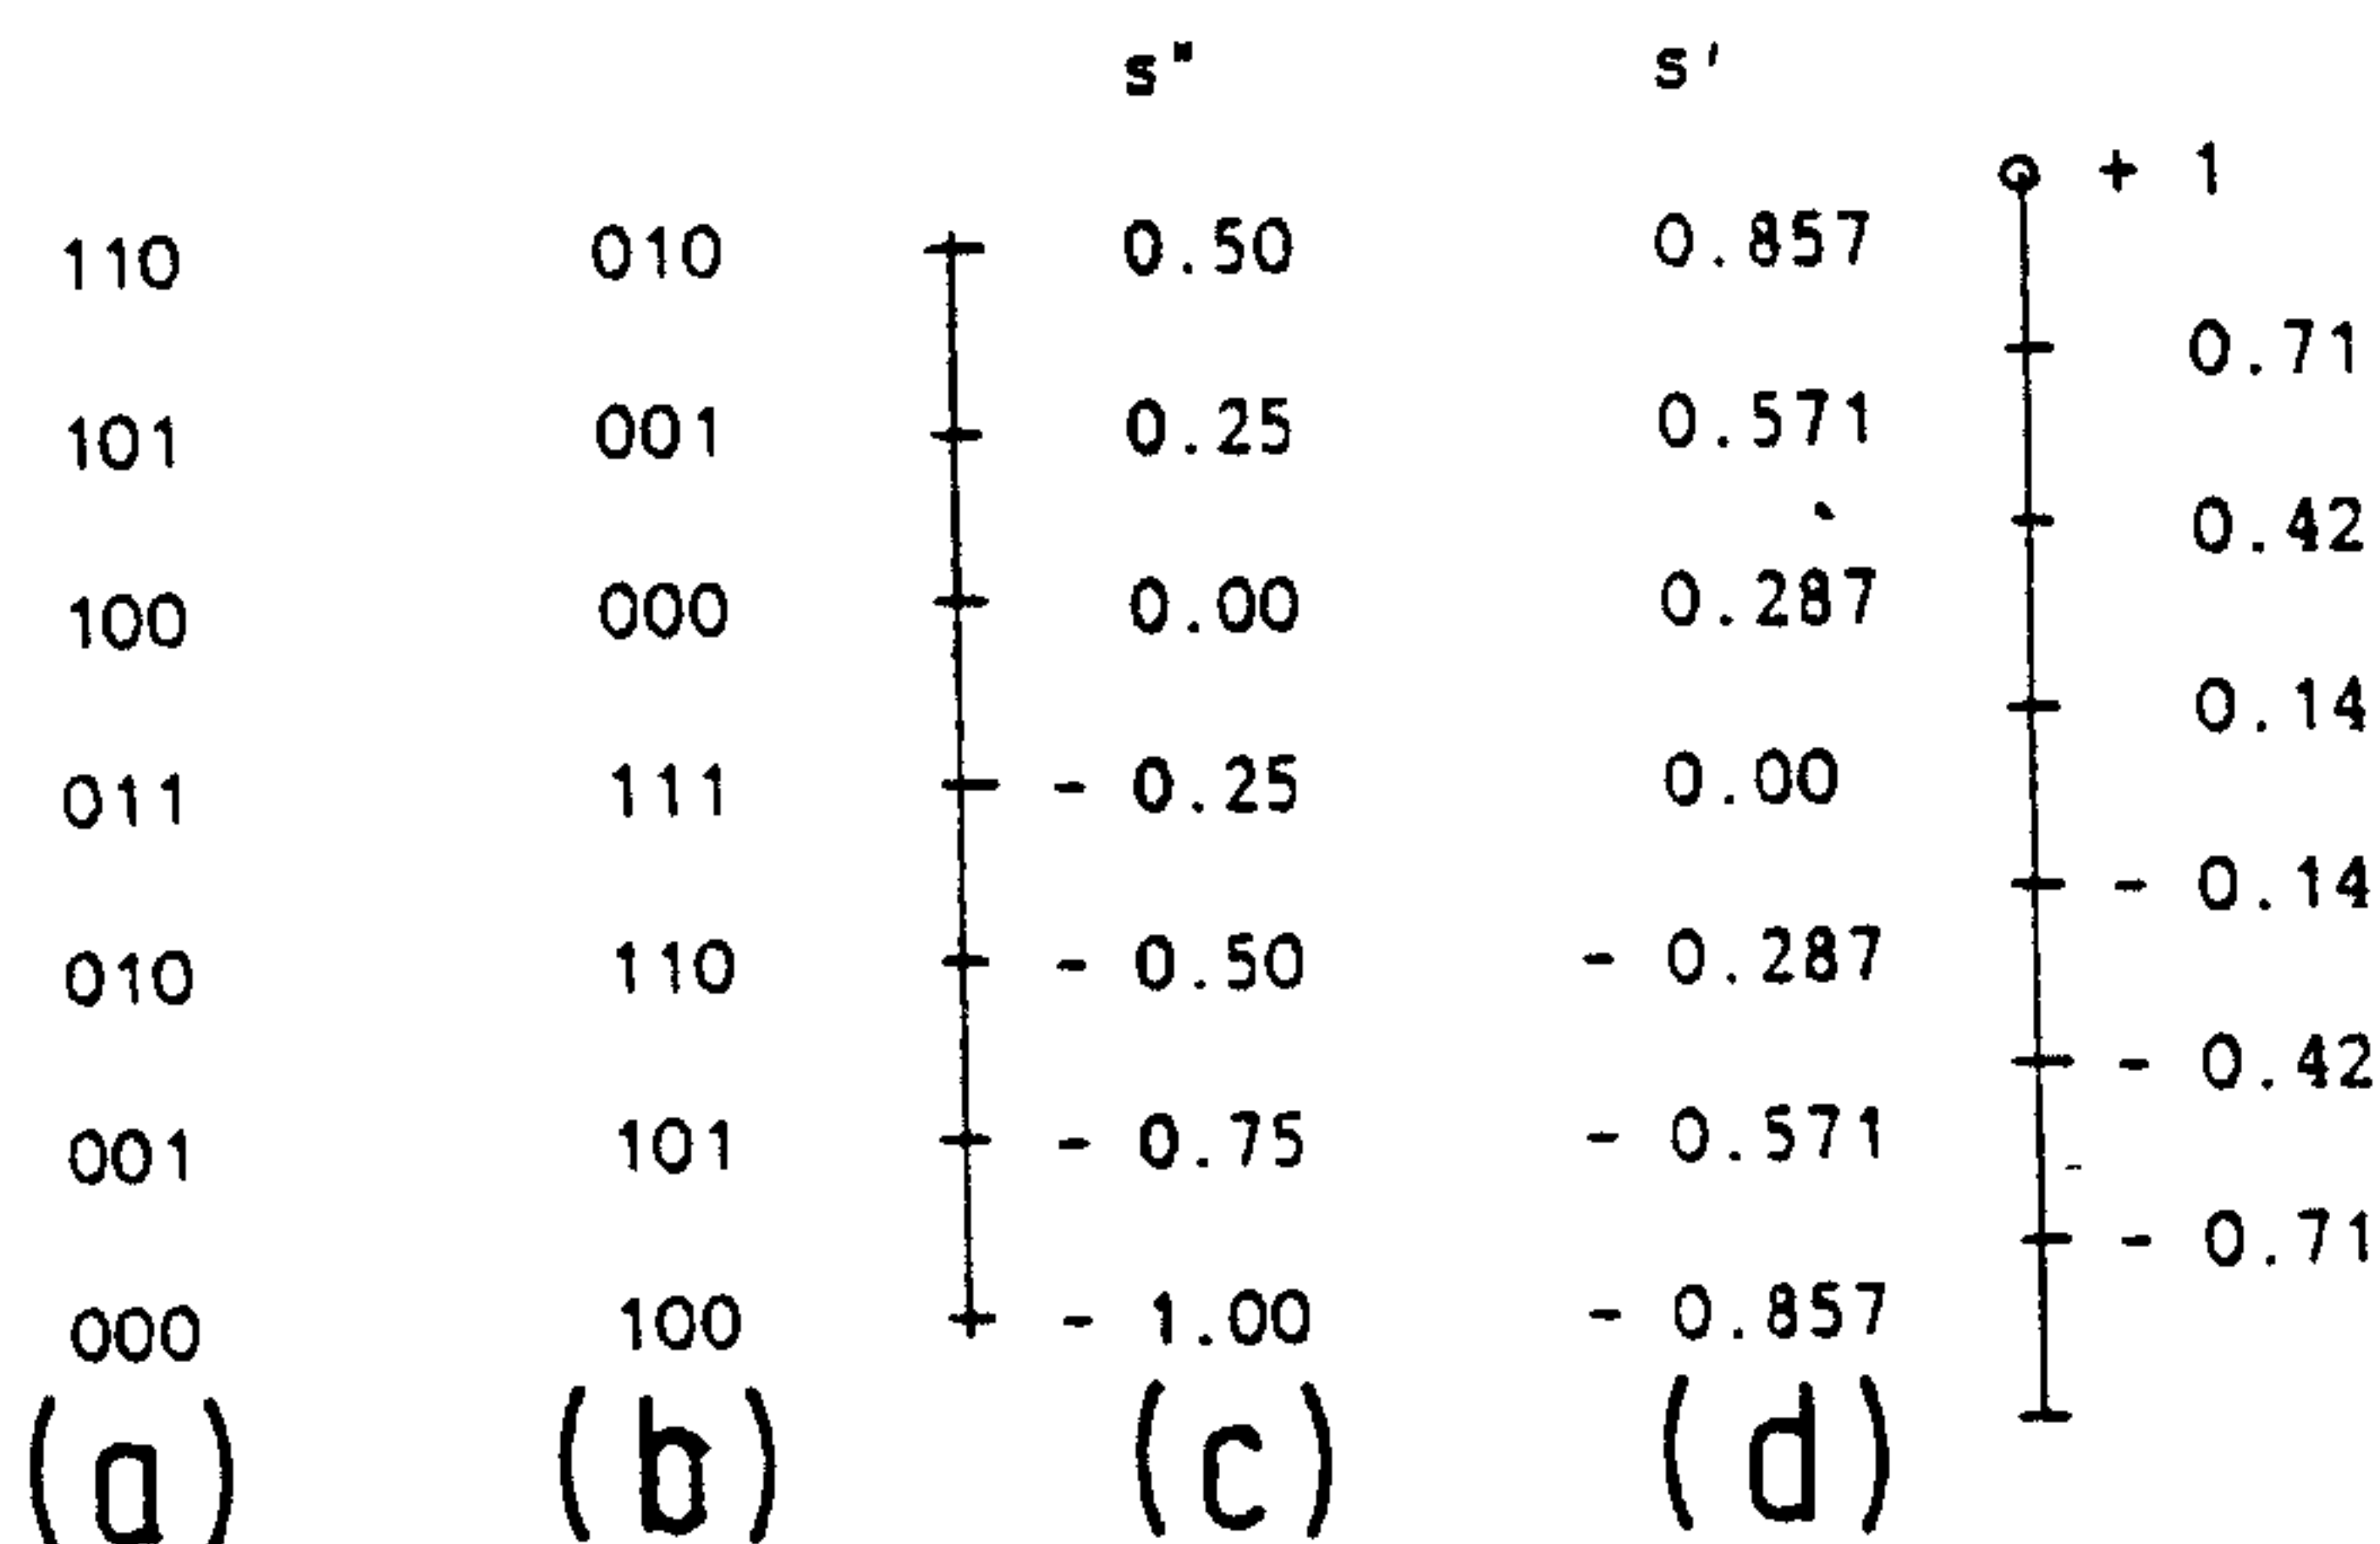 s" s'
+ 1
110 010 0.50 0.857
0.71
101 001 0.25 0.571
0.42
100 000 0.00 0.287
0.14
011 111 - 0.25 0.00
- 0.14
010 110 - 0.50 - 0.287
- 0.42
001 101 - 0.75 - 0.571
- 0.71
000 100 - 1.00 - 0.857
(a) (b) (c) (d)